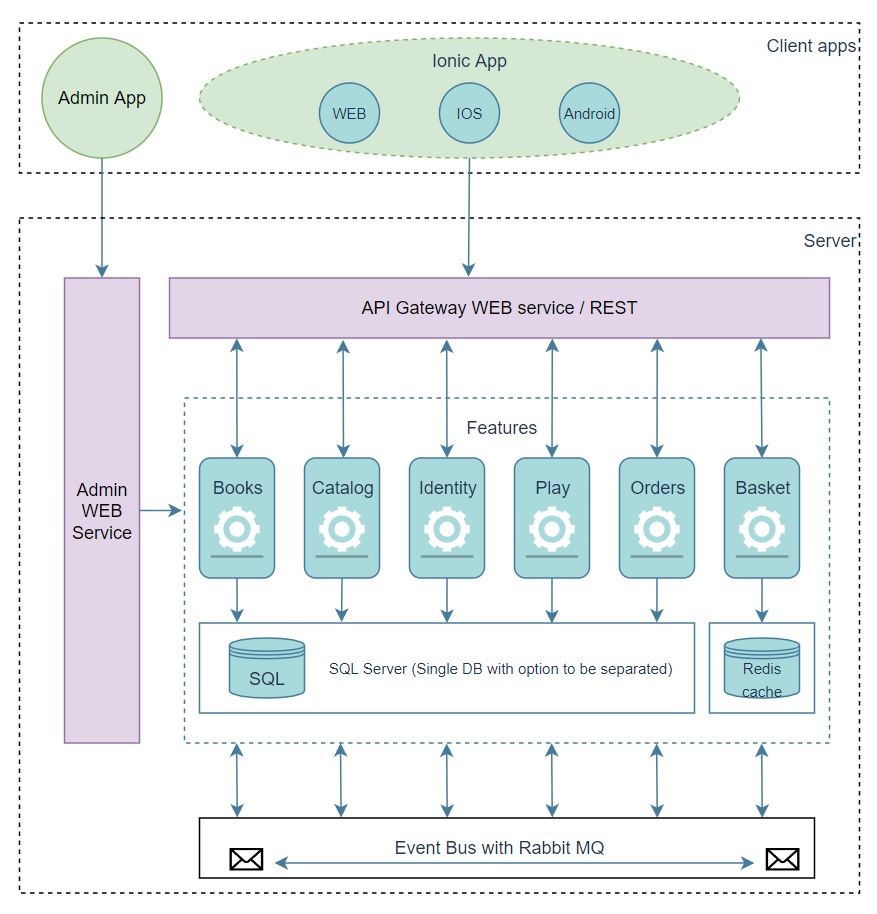 Client apps
Admin App
Ionic App
WEB
IOS
Android
Server
API Gateway WEB service / REST
Features
Books
Catalog
Identity
Play
Orders
Basket
Admin
WEB
Service
SQL
SQL Server (Single DB with option to be separated)
Redis
cache
Event Bus with Rabbit MQ